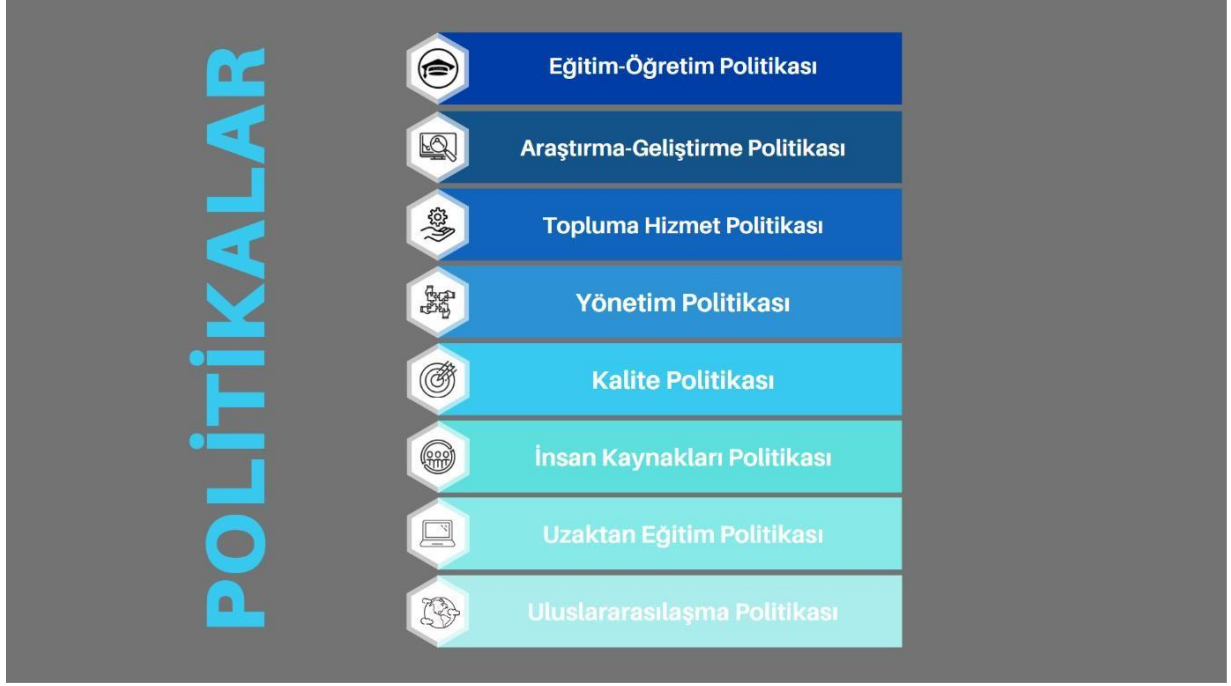 POLİTİKALAR
Eğitim-Öğretim Politikası
Araştırma-Geliştirme Politikası
Topluma Hizmet Politikası
Yönetim Politikası
Kalite Politikası
İnsan Kaynakları Politikası
Uzaktan Eğitim Politikası
Uluslararasılaşma Politikası